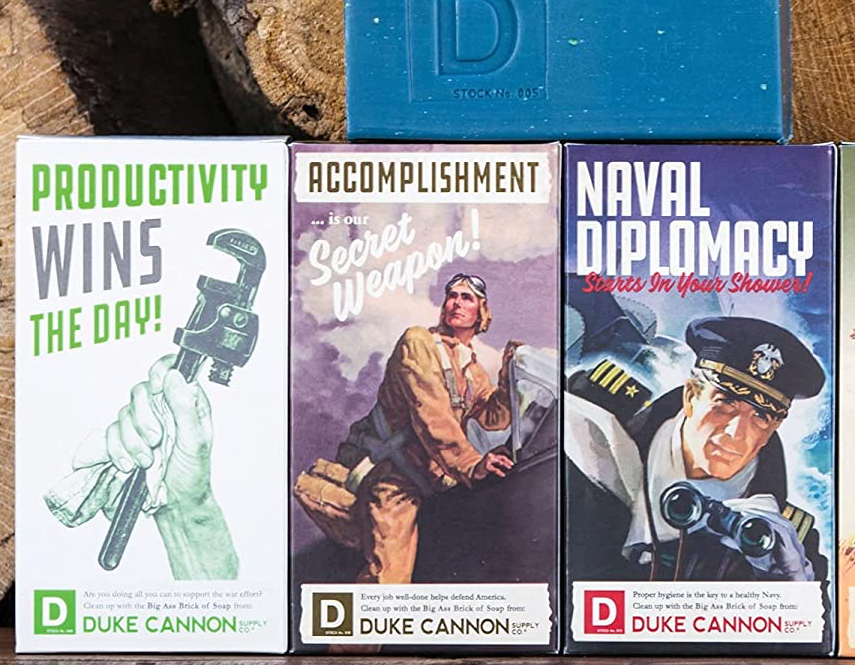 D
STOCK No. 005
PRODUCTIVITY
WINS
THE DAY!
D
Are you doing all you can to support the war effort?
Clean up with the Big Ass Brick of Soap from:
DUKE CANNON SUPPLY CO.
ACCOMPLISHMENT
... is our
Secret
Weapon!
D
Every job well-done helps defend America.
Clean up with the Big Ass Brick of Soap from:
DUKE CANNON SUPPLY CO.
NAVAL
DIPLOMACY
Starts In Your Shower!
D
Proper hygiene is the key to a healthy Navy.
Clean up with the Big Ass Brick of Soap from:
DUKE CANNON SUPPLY CO.